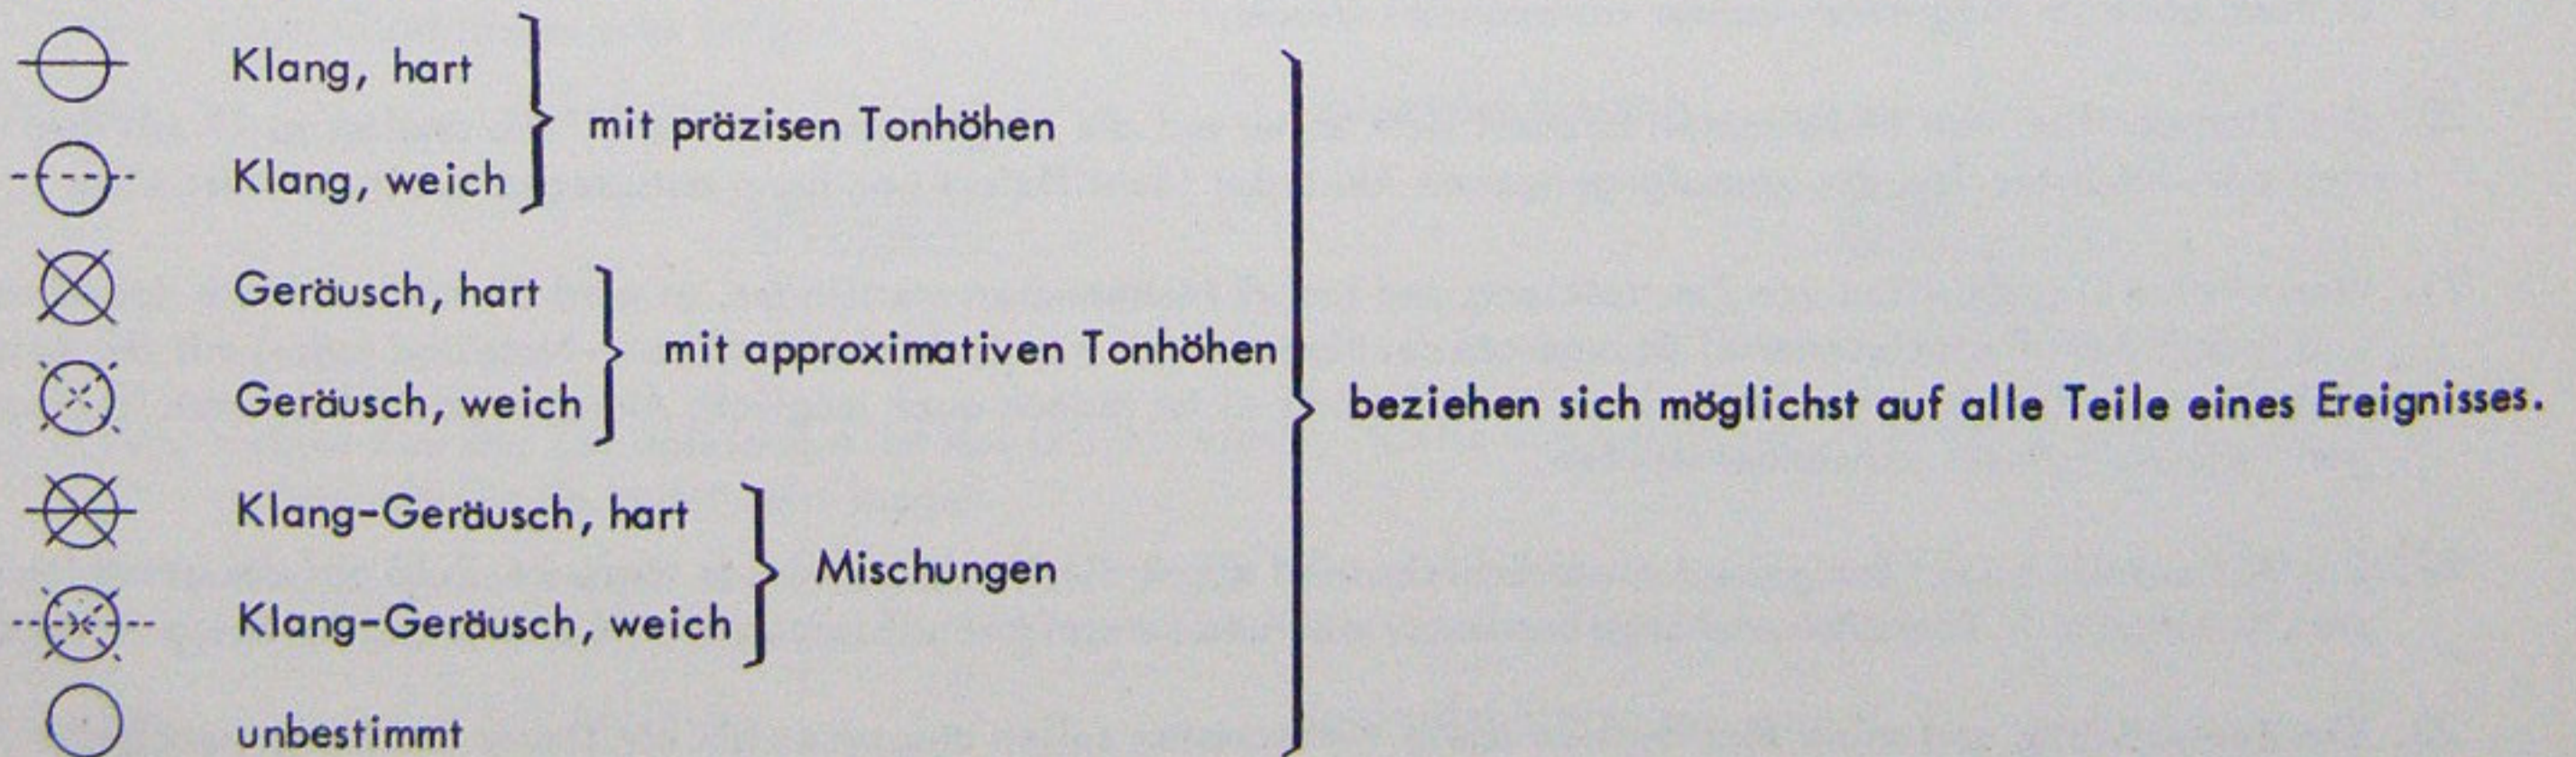 Klang, hart
mit präzisen Tonhöhen
Klang, weich
Geräusch, hart
mit approximativen Tonhöhen
Geräusch, weich
beziehen sich möglichst auf alle Teile eines Ereignisses.
Klang-Geräusch, hart
Mischungen
Klang-Geräusch, weich
unbestimmt